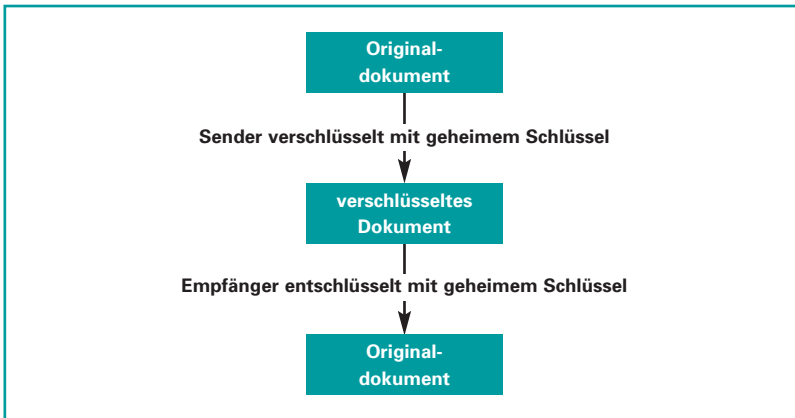 Original-
dokument
Sender verschlüsselt mit geheimem Schlüssel
verschlüsseltes
Dokument
Empfänger entschlüsselt mit geheimem Schlüssel
Original-
dokument